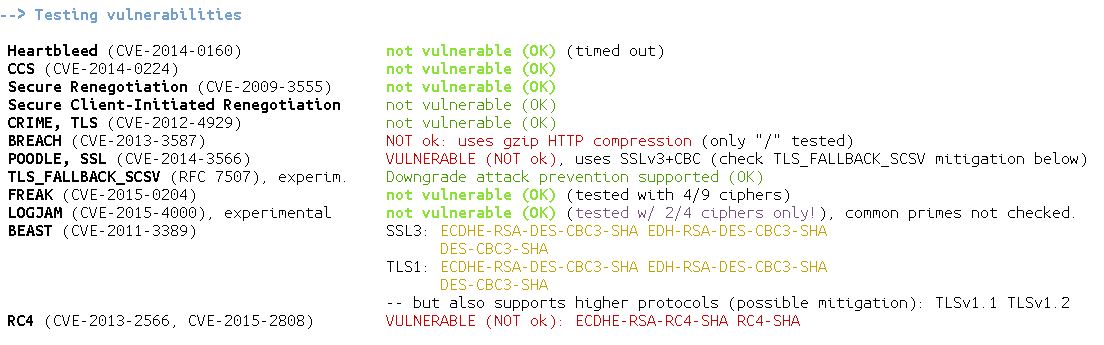 --> Testing vulnerabilities
Heartbleed (CVE-2014-0160) not vulnerable (OK) (timed out)
CCS (CVE-2014-0224) not vulnerable (OK)
Secure Renegotiation (CVE-2009-3555) not vulnerable (OK)
Secure Client-Initiated Renegotiation not vulnerable (OK)
CRIME, TLS (CVE-2012-4929) not vulnerable (OK)
BREACH (CVE-2013-3587) NOT ok: uses gzip HTTP compression (only "/" tested)
POODLE, SSL (CVE-2014-3566) VULNERABLE (NOT ok), uses SSLv3+CBC (check TLS_FALLBACK_SCSV mitigation below)
TLS_FALLBACK_SCSV (RFC 7507), experim. Downgrade attack prevention supported (OK)
FREAK (CVE-2015-0204) not vulnerable (OK) (tested with 4/9 ciphers)
LOGJAM (CVE-2015-4000), experimental not vulnerable (OK) (tested w/ 2/4 ciphers only!), common primes not checked.
BEAST (CVE-2011-3389) SSL3: ECDHE-RSA-DES-CBC3-SHA EDH-RSA-DES-CBC3-SHA
DES-CBC3-SHA
TLS1: ECDHE-RSA-DES-CBC3-SHA EDH-RSA-DES-CBC3-SHA
DES-CBC3-SHA
-- but also supports higher protocols (possible mitigation): TLSv1.1 TLSv1.2
RC4 (CVE-2013-2566, CVE-2015-2808) VULNERABLE (NOT ok): ECDHE-RSA-RC4-SHA RC4-SHA